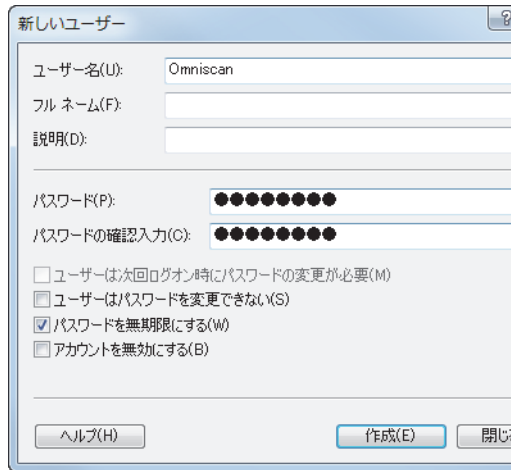 新しいユーザー
ユーザー名(U): Omniscan
フル ネーム(F):
説明(D):
パスワード(P): ●●●●●●●●
パスワードの確認入力(C): ●●●●●●●●
ユーザーは次回ログオン時にパスワードの変更が必要(M)
ユーザーはパスワードを変更できない(S)
パスワードを無期限にする(W)
アカウントを無効にする(B)
ヘルプ(H) 作成(E) 閉じ